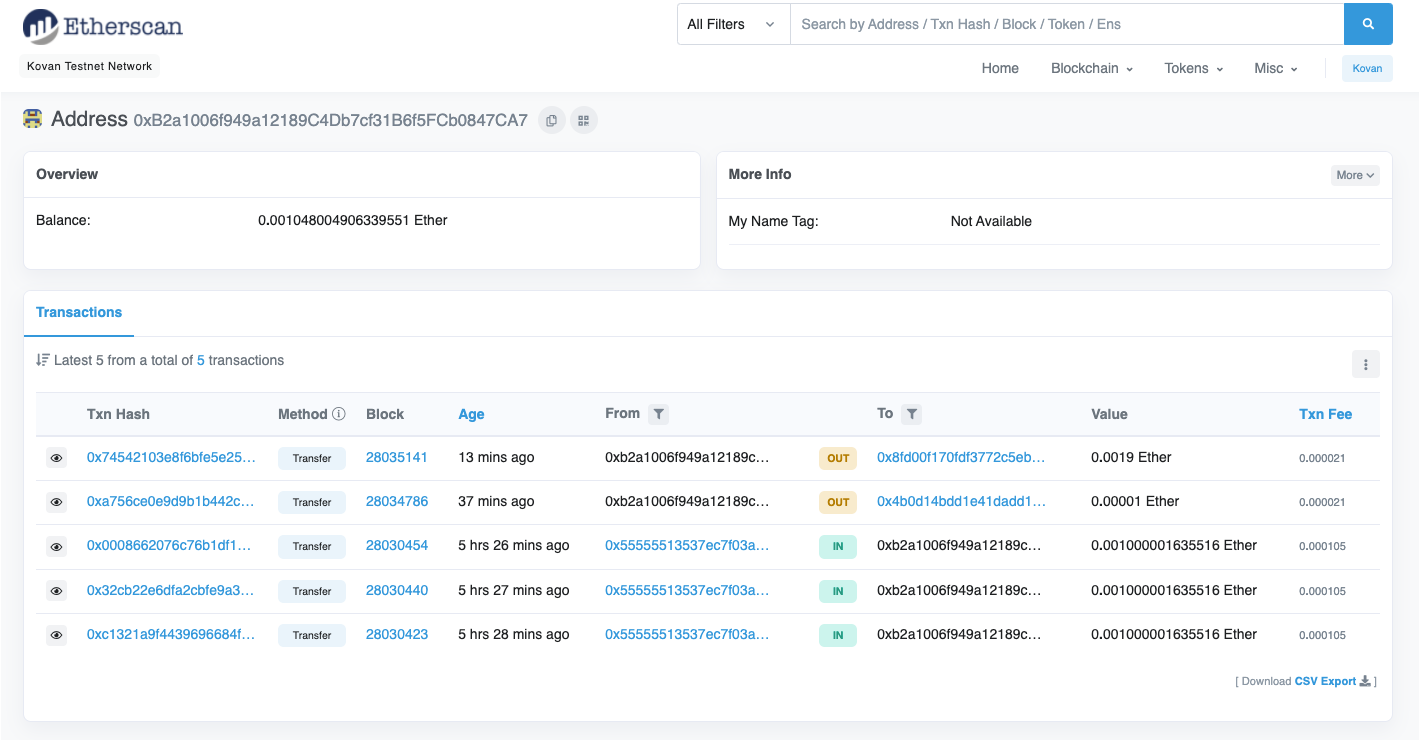 Etherscan
All Filters Search by Address / Txn Hash / Block / Token / Ens
Kovan Testnet Network
Home Blockchain Tokens Misc Kovan
Address 0xB2a1006f949a12189C4Db7cf31B6f5FCb0847CA7
Overview
Balance: 0.001048004906339551 Ether
More Info More
My Name Tag: Not Available
Transactions
Latest 5 from a total of 5 transactions
Txn Hash Method Block Age From To Value Txn Fee
0x74542103e8f6bfe5e25... Transfer 28035141 13 mins ago 0xb2a1006f949a12189c... OUT 0x8fd00f170fdf3772c5eb... 0.0019 Ether 0.000021
0xa756ce0e9d9b1b442c... Transfer 28034786 37 mins ago 0xb2a1006f949a12189c... OUT 0x4b0d14bdd1e41dadd1... 0.00001 Ether 0.000021
0x0008662076c76b1df1... Transfer 28030454 5 hrs 26 mins ago 0x55555513537ec7f03a... IN 0xb2a1006f949a12189c... 0.001000001635516 Ether 0.000105
0x32cb22e6dfa2cbfe9a3... Transfer 28030440 5 hrs 27 mins ago 0x55555513537ec7f03a... IN 0xb2a1006f949a12189c... 0.001000001635516 Ether 0.000105
0xc1321a9f4439696684f... Transfer 28030423 5 hrs 28 mins ago 0x55555513537ec7f03a... IN 0xb2a1006f949a12189c... 0.001000001635516 Ether 0.000105
[ Download CSV Export ]